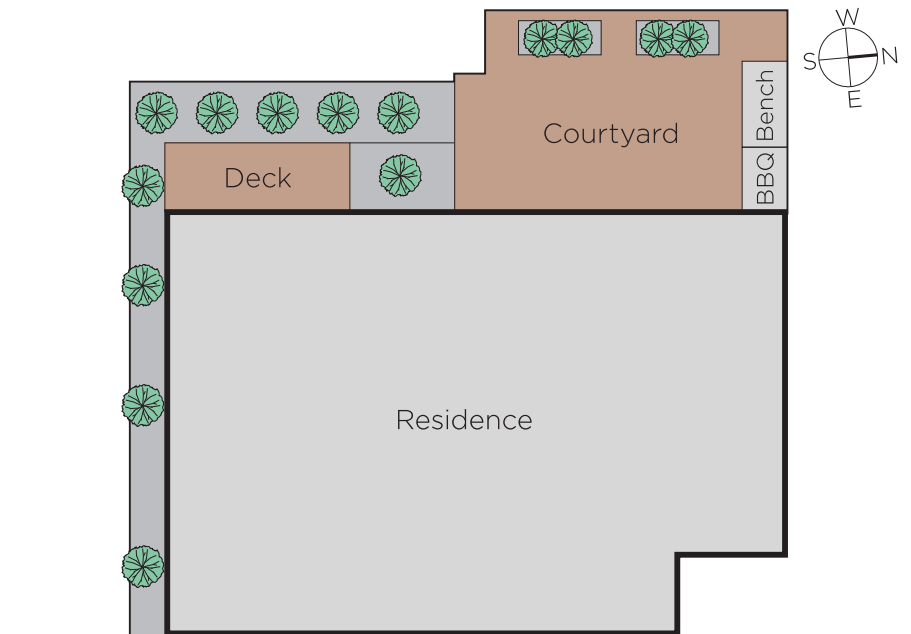 W
S
N
E
Bench
Courtyard
BBQ
Deck
Residence